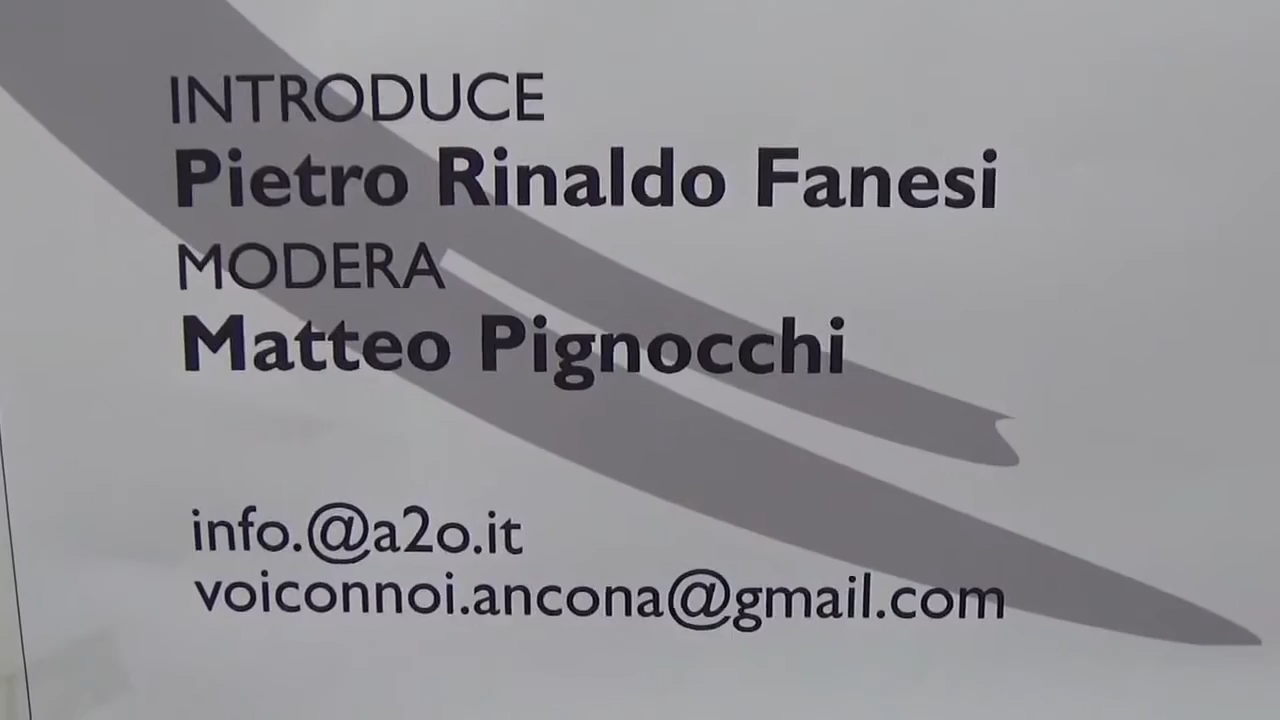 INTRODUCE
Pietro Rinaldo Fanesi
MODERA
Matteo Pignocchi
info.@a2o.it
voiconnoi.ancona@gmail.com